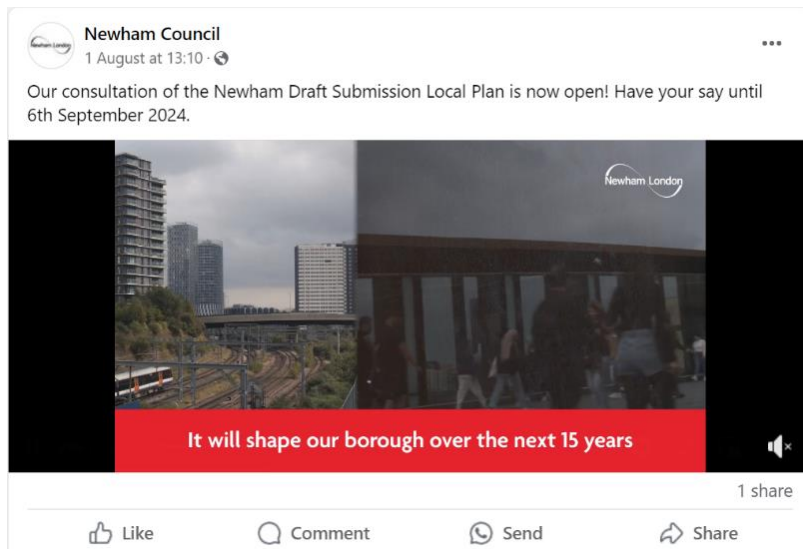 Newham London
Newham Council
1 August at 13:10 ·
Our consultation of the Newham Draft Submission Local Plan is now open! Have your say until
6th September 2024.
Newham London
It will shape our borough over the next 15 years
1 share
Like Comment Send Share